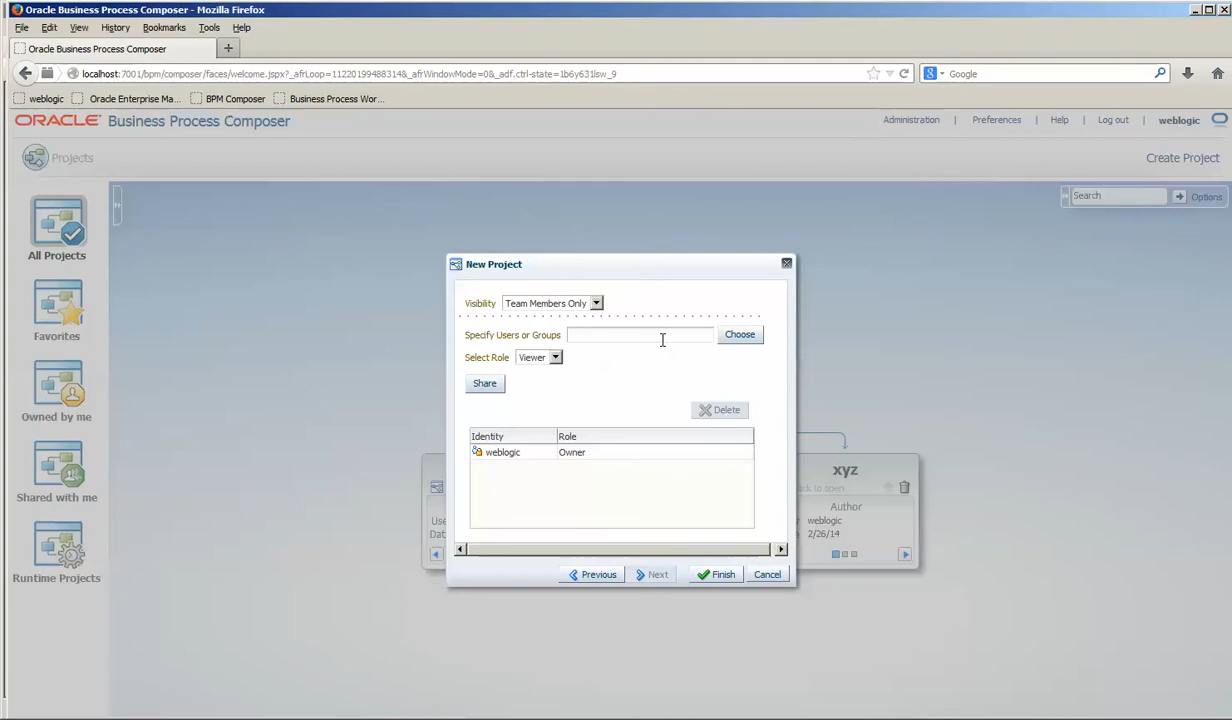 Oracle Business Process Composer - Mozilla Firefox
File Edit View History Bookmarks Tools Help
Oracle Business Process Composer
localhost:7001/bpm/composer/faces/welcome.jspx?_afrLoop=11220199488314&_afrWindowMode=0&_adf.ctrl-state=1b6y631lsw_9
Google
weblogic Oracle Enterprise Ma... BPM Composer Business Process Wor...
ORACLE Business Process Composer
Administration Preferences Help Log out weblogic
Projects
Create Project
Search
Options
All Projects
Favorites
Owned by me
Shared with me
Runtime Projects
New Project
Visibility Team Members Only
Specify Users or Groups Choose
Select Role Viewer
Share
Delete
Identity Role
weblogic Owner
Previous Next Finish Cancel
xyz
to open
Author
weblogic
2/26/14